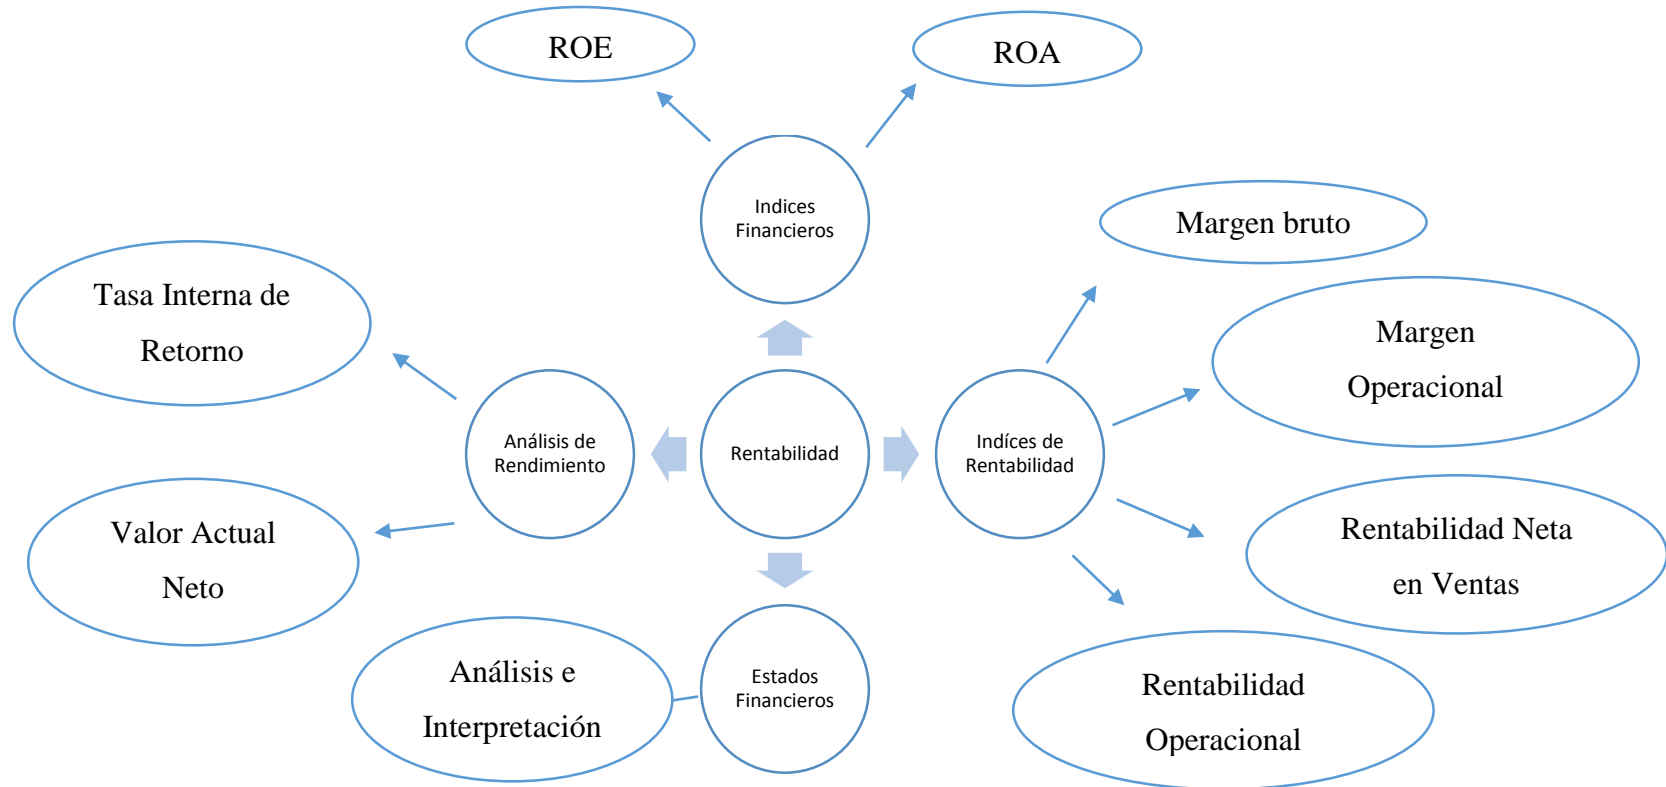 ROE
ROA
Indices
Financieros
Margen bruto
Tasa Interna de
Retorno
Margen
Operacional
Análisis de
Rendimiento
Rentabilidad
Indíces de
Rentabilidad
Valor Actual
Neto
Rentabilidad Neta
en Ventas
Análisis e
Interpretación
Estados
Financieros
Rentabilidad
Operacional